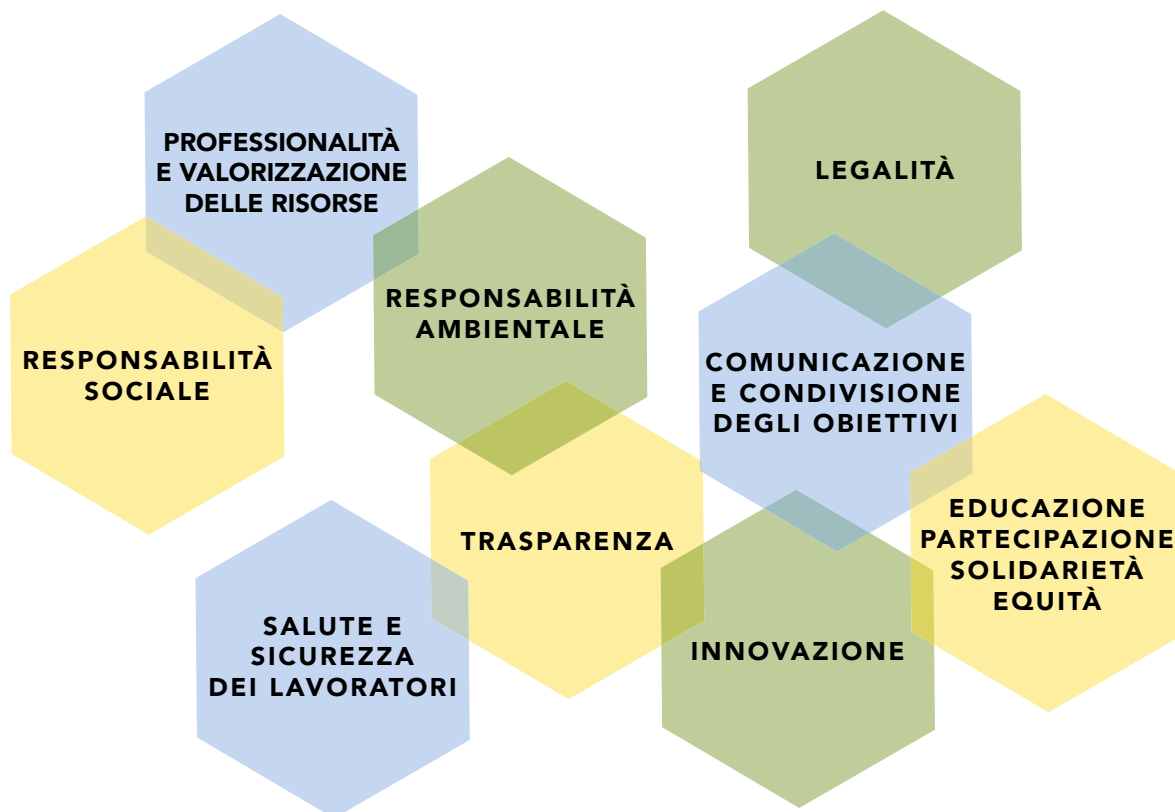 PROFESSIONALITÀ
E VALORIZZAZIONE
DELLE RISORSE
LEGALITÀ
RESPONSABILITÀ
AMBIENTALE
RESPONSABILITÀ
SOCIALE
COMUNICAZIONE
E CONDIVISIONE
DEGLI OBIETTIVI
TRASPARENZA
EDUCAZIONE
PARTECIPAZIONE
SOLIDARIETÀ
EQUITÀ
SALUTE E
SICUREZZA
DEI LAVORATORI
INNOVAZIONE